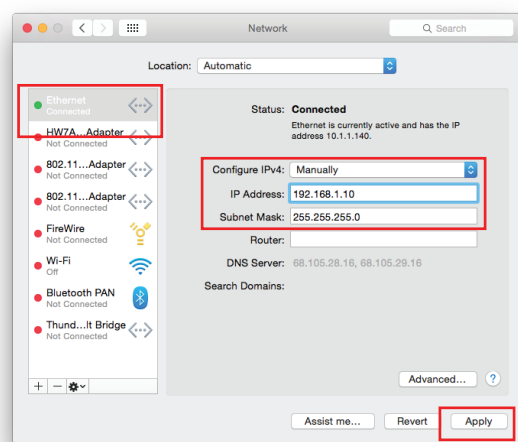 Network
Search
Location: Automatic
Ethernet
Connected
HW7A...Adapter
Not Connected
802.11...Adapter
Not Connected
802.11...Adapter
Not Connected
FireWire
Not Connected
Wi-Fi
Off
Bluetooth PAN
Not Connected
Thund...lt Bridge
Not Connected
Status: Connected
Ethernet is currently active and has the IP
address 10.1.1.140.
Configure IPv4: Manually
IP Address: 192.168.1.10
Subnet Mask: 255.255.255.0
Router:
DNS Server: 68.105.28.16, 68.105.29.16
Search Domains:
Advanced... ?
Assist me... Revert Apply